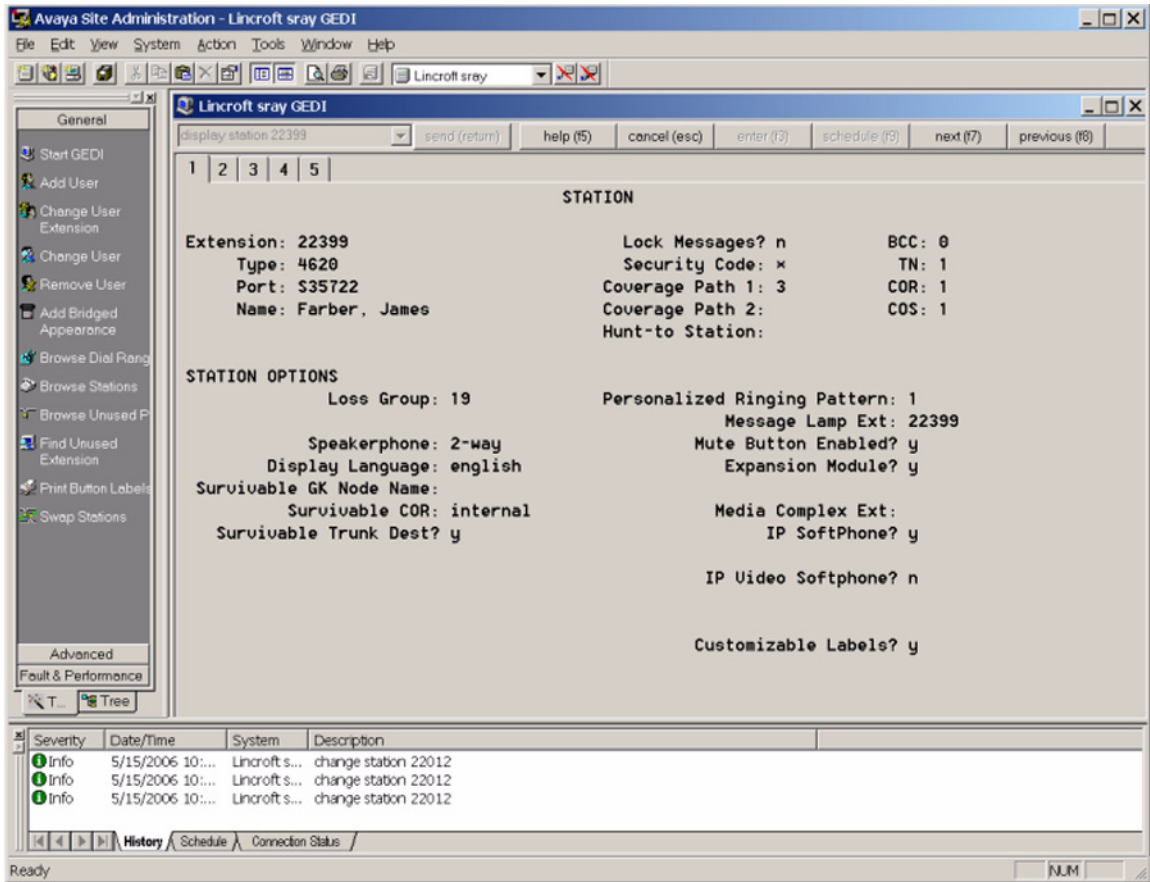 Avaya Site Administration - Lincroft sray GEDI
File Edit View System Action Tools Window Help
Lincroft sray
General
Start GEDI
Add User
Change User
Extension
Change User
Remove User
Add Bridged
Appearance
Browse Dial Rang
Browse Stations
Browse Unused P
Find Unused
Extension
Print Button Labels
Swap Stations
Advanced
Fault & Performance
T... Tree
Lincroft sray GEDI
display station 22399 send (return) help (f5) cancel (esc) enter (f3) schedule (f9) next (f7) previous (f8)
1 2 3 4 5
STATION
Extension: 22399 Lock Messages? n BCC: 0
Type: 4620 Security Code: * TN: 1
Port: S35722 Coverage Path 1: 3 COR: 1
Name: Farber, James Coverage Path 2: COS: 1
Hunt-to Station:
STATION OPTIONS
Loss Group: 19 Personalized Ringing Pattern: 1
Message Lamp Ext: 22399
Speakerphone: 2-way Mute Button Enabled? y
Display Language: english Expansion Module? y
Survivable GK Node Name:
Survivable COR: internal Media Complex Ext:
Survivable Trunk Dest? y IP SoftPhone? y
IP Video Softphone? n
Customizable Labels? y
Severity Date/Time System Description
Info 5/15/2006 10:... Lincroft s... change station 22012
Info 5/15/2006 10:... Lincroft s... change station 22012
Info 5/15/2006 10:... Lincroft s... change station 22012
History Schedule Connection Status
Ready NUM